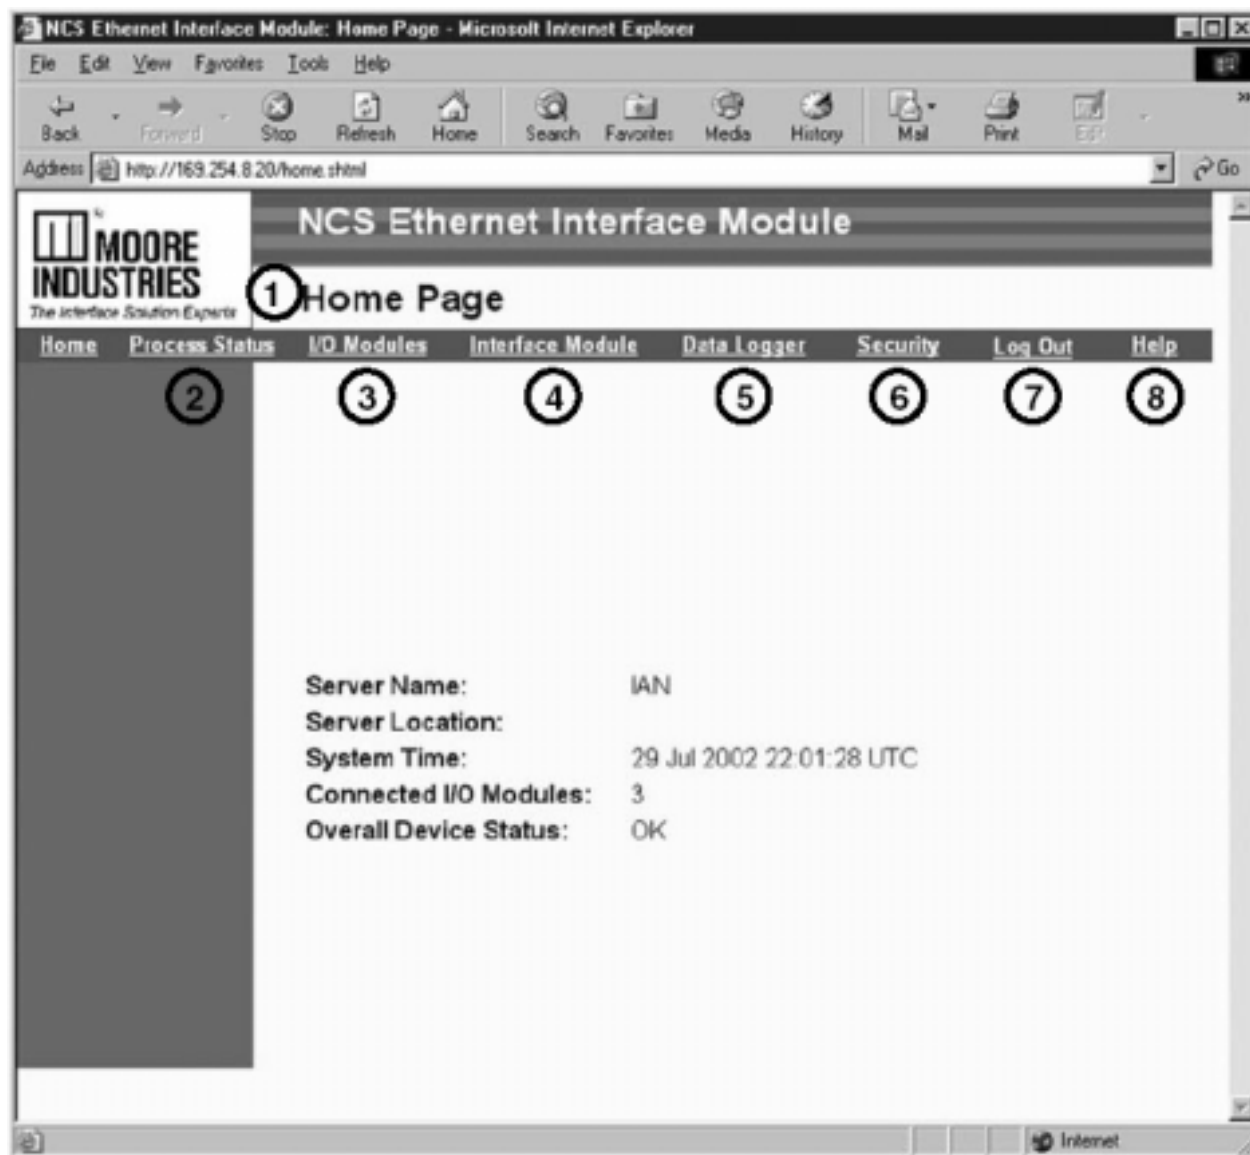 NCS Ethernet Interface Module: Home Page - Microsoft Internet Explorer
File Edit View Favorites Tools Help
Back Forward Stop Refresh Home Search Favorites Media History Mail Print Edit
Address http://169.254.8.20/home.shtml Go
MOORE
INDUSTRIES
The Interface Solution Experts
NCS Ethernet Interface Module
1 Home Page
Home Process Status I/O Modules Interface Module Data Logger Security Log Out Help
2 3 4 5 6 7 8
Server Name: IAN
Server Location:
System Time: 29 Jul 2002 22:01:28 UTC
Connected I/O Modules: 3
Overall Device Status: OK
Internet